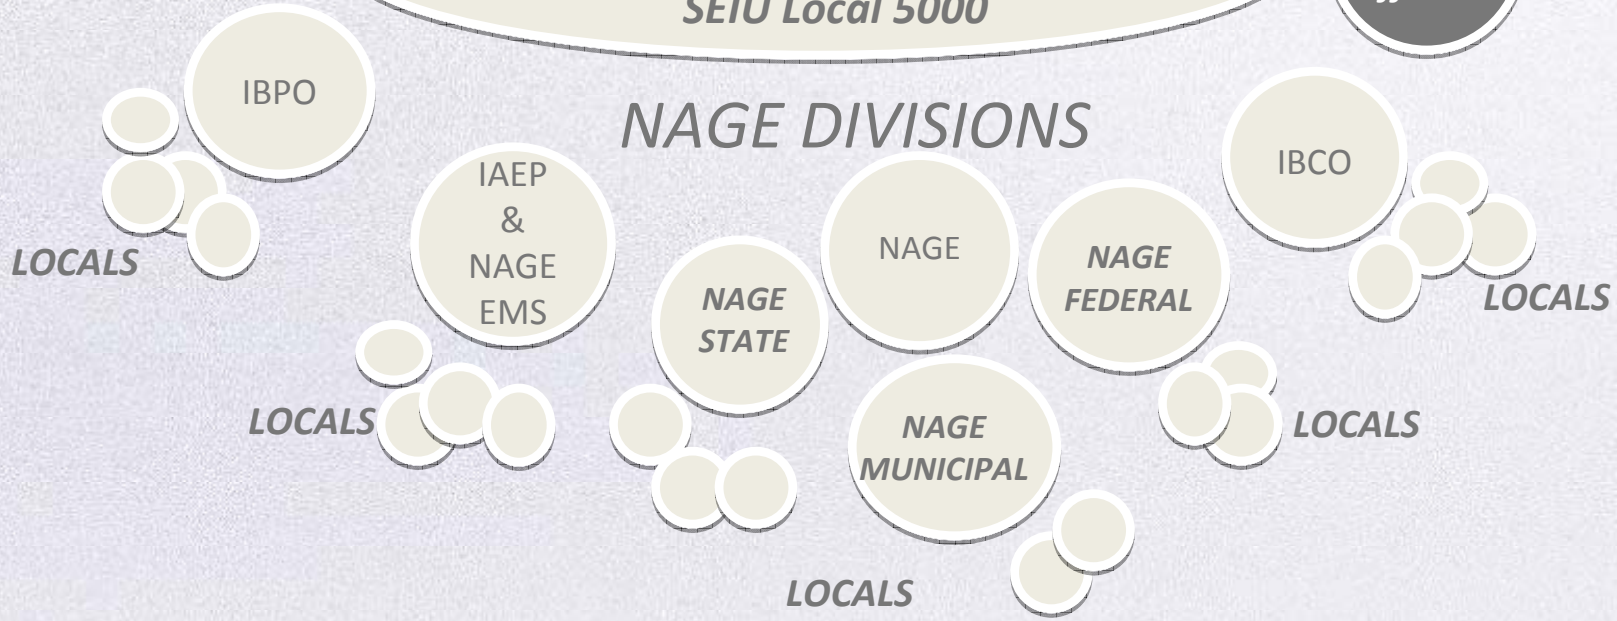 SEIU Local 5000
NAGE DIVISIONS
IBPO
LOCALS
IAEP
&
NAGE
EMS
LOCALS
NAGE
STATE
NAGE
NAGE
MUNICIPAL
LOCALS
NAGE
FEDERAL
LOCALS
IBCO
LOCALS